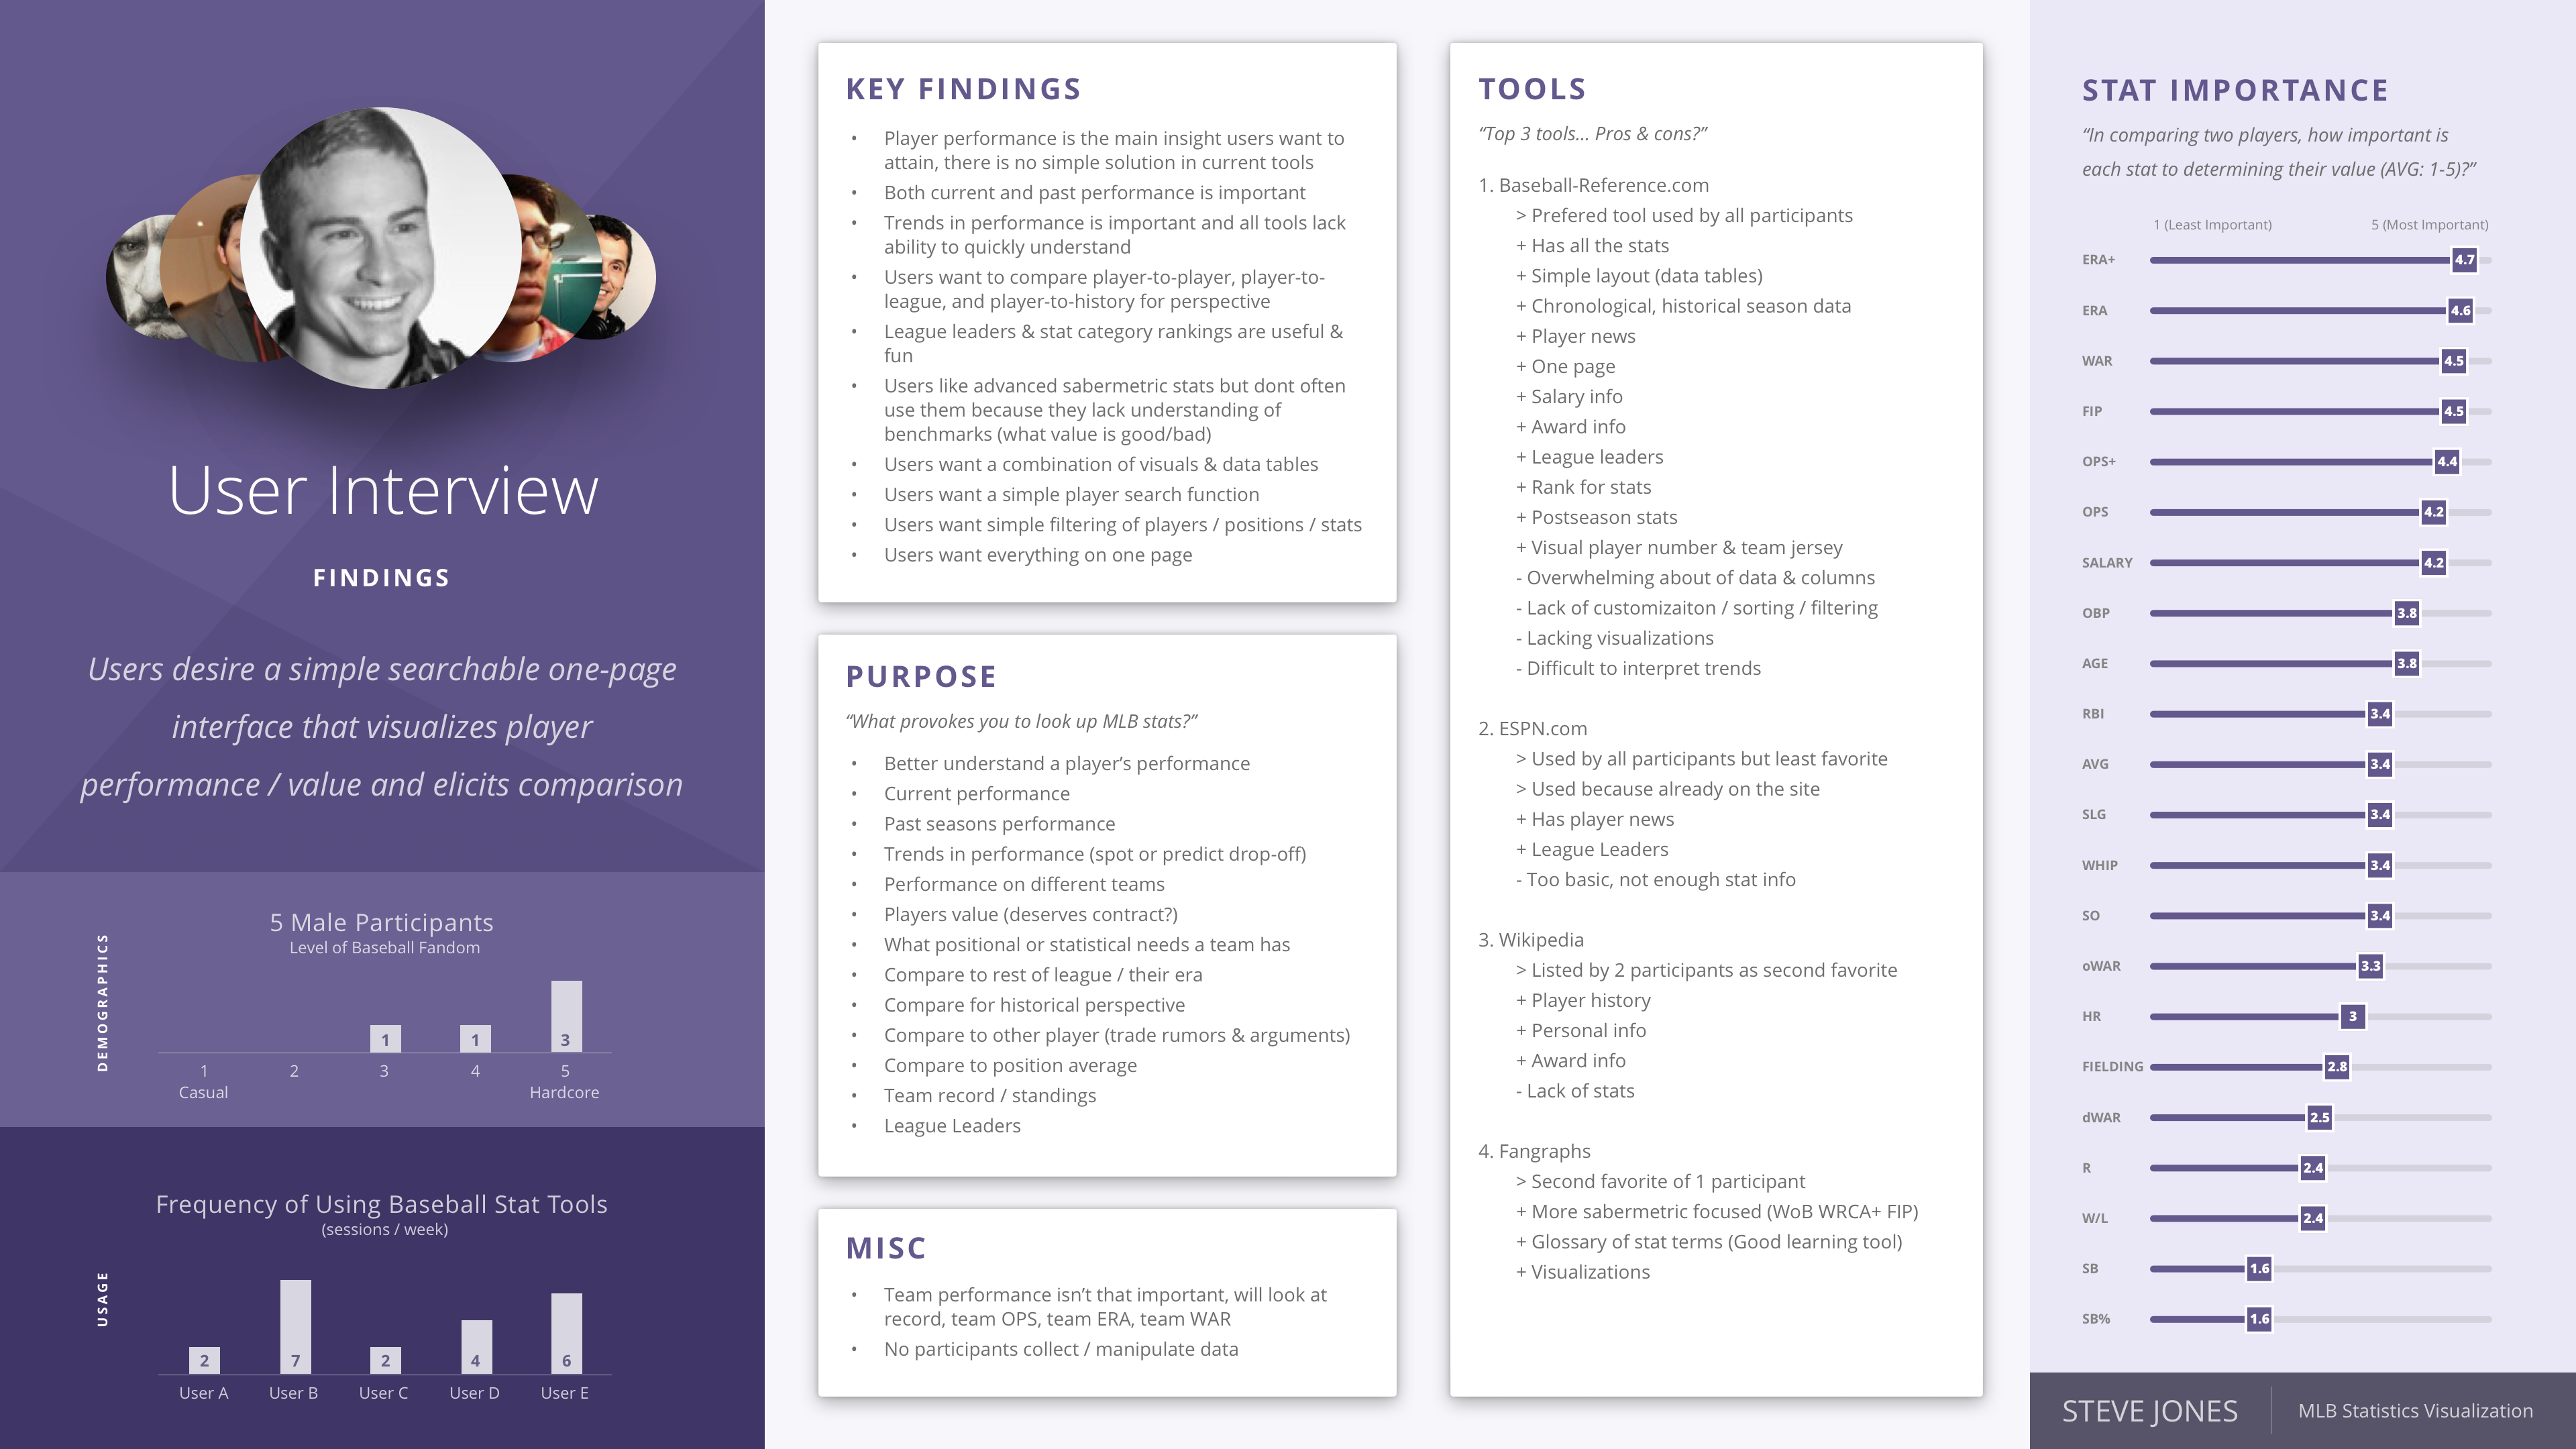 User Interview
FINDINGS
Users desire a simple searchable one-page
interface that visualizes player
performance / value and elicits comparison
DEMOGRAPHICS
5 Male Participants
Level of Baseball Fandom
1 1 3
1 2 3 4 5
Casual Hardcore
USAGE
Frequency of Using Baseball Stat Tools
(sessions / week)
2 7 2 4 6
User A User B User C User D User E
KEY FINDINGS
• Player performance is the main insight users want to
attain, there is no simple solution in current tools
• Both current and past performance is important
• Trends in performance is important and all tools lack
ability to quickly understand
• Users want to compare player-to-player, player-to-
league, and player-to-history for perspective
• League leaders & stat category rankings are useful &
fun
• Users like advanced sabermetric stats but dont often
use them because they lack understanding of
benchmarks (what value is good/bad)
• Users want a combination of visuals & data tables
• Users want a simple player search function
• Users want simple filtering of players / positions / stats
• Users want everything on one page
PURPOSE
“What provokes you to look up MLB stats?”
• Better understand a player’s performance
• Current performance
• Past seasons performance
• Trends in performance (spot or predict drop-off)
• Performance on different teams
• Players value (deserves contract?)
• What positional or statistical needs a team has
• Compare to rest of league / their era
• Compare for historical perspective
• Compare to other player (trade rumors & arguments)
• Compare to position average
• Team record / standings
• League Leaders
MISC
• Team performance isn’t that important, will look at
record, team OPS, team ERA, team WAR
• No participants collect / manipulate data
TOOLS
“Top 3 tools... Pros & cons?”
1. Baseball-Reference.com
> Prefered tool used by all participants
+ Has all the stats
+ Simple layout (data tables)
+ Chronological, historical season data
+ Player news
+ One page
+ Salary info
+ Award info
+ League leaders
+ Rank for stats
+ Postseason stats
+ Visual player number & team jersey
- Overwhelming about of data & columns
- Lack of customizaiton / sorting / filtering
- Lacking visualizations
- Difficult to interpret trends
2. ESPN.com
> Used by all participants but least favorite
> Used because already on the site
+ Has player news
+ League Leaders
- Too basic, not enough stat info
3. Wikipedia
> Listed by 2 participants as second favorite
+ Player history
+ Personal info
+ Award info
- Lack of stats
4. Fangraphs
> Second favorite of 1 participant
+ More sabermetric focused (WoB WRCA+ FIP)
+ Glossary of stat terms (Good learning tool)
+ Visualizations
STAT IMPORTANCE
“In comparing two players, how important is
each stat to determining their value (AVG: 1-5)?”
1 (Least Important) 5 (Most Important)
ERA+ 4.7
ERA 4.6
WAR 4.5
FIP 4.5
OPS+ 4.4
OPS 4.2
SALARY 4.2
OBP 3.8
AGE 3.8
RBI 3.4
AVG 3.4
SLG 3.4
WHIP 3.4
SO 3.4
oWAR 3.3
HR 3
FIELDING 2.8
dWAR 2.5
R 2.4
W/L 2.4
SB 1.6
SB% 1.6
STEVE JONES MLB Statistics Visualization